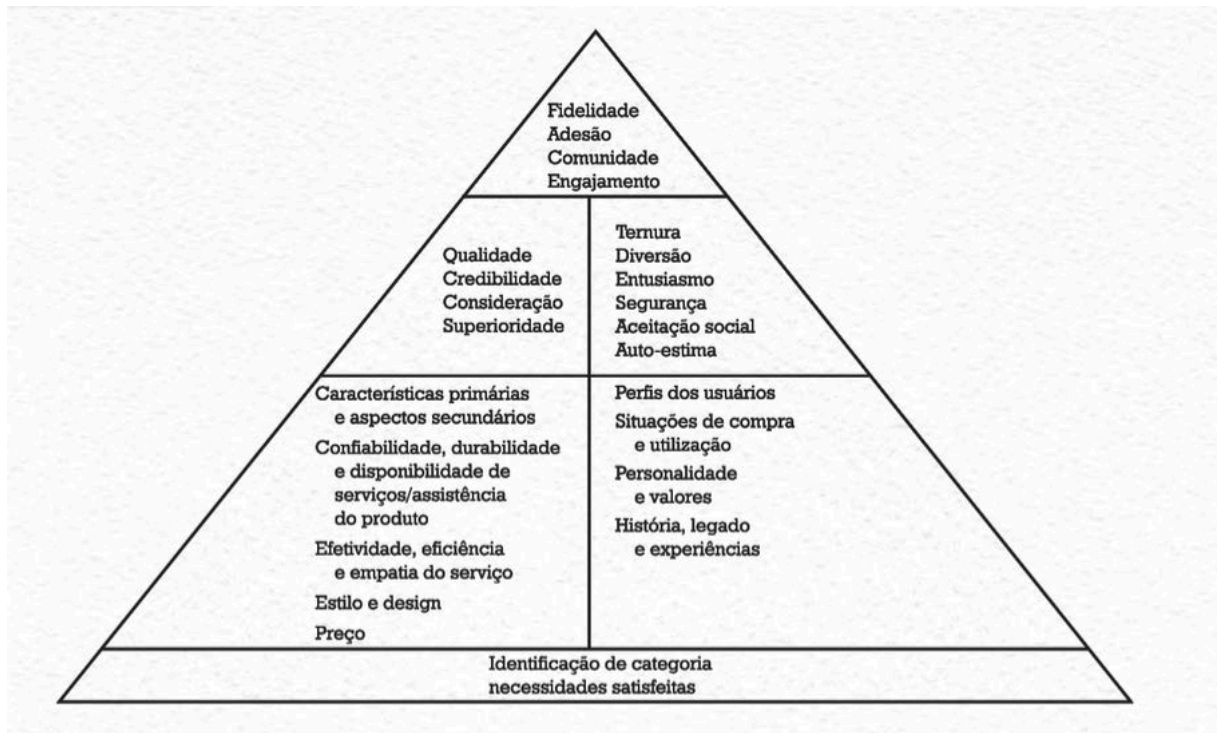 Fidelidade
Adesão
Comunidade
Engajamento
Qualidade
Credibilidade
Consideração
Superioridade
Ternura
Diversão
Entusiasmo
Segurança
Aceitação social
Auto-estima
Características primárias
e aspectos secundários
Confiabilidade, durabilidade
e disponibilidade de
serviços/assistência
do produto
Efetividade, eficiência
e empatia do serviço
Estilo e design
Preço
Perfis dos usuários
Situações de compra
e utilização
Personalidade
e valores
História, legado
e experiências
Identificação de categoria
necessidades satisfeitas